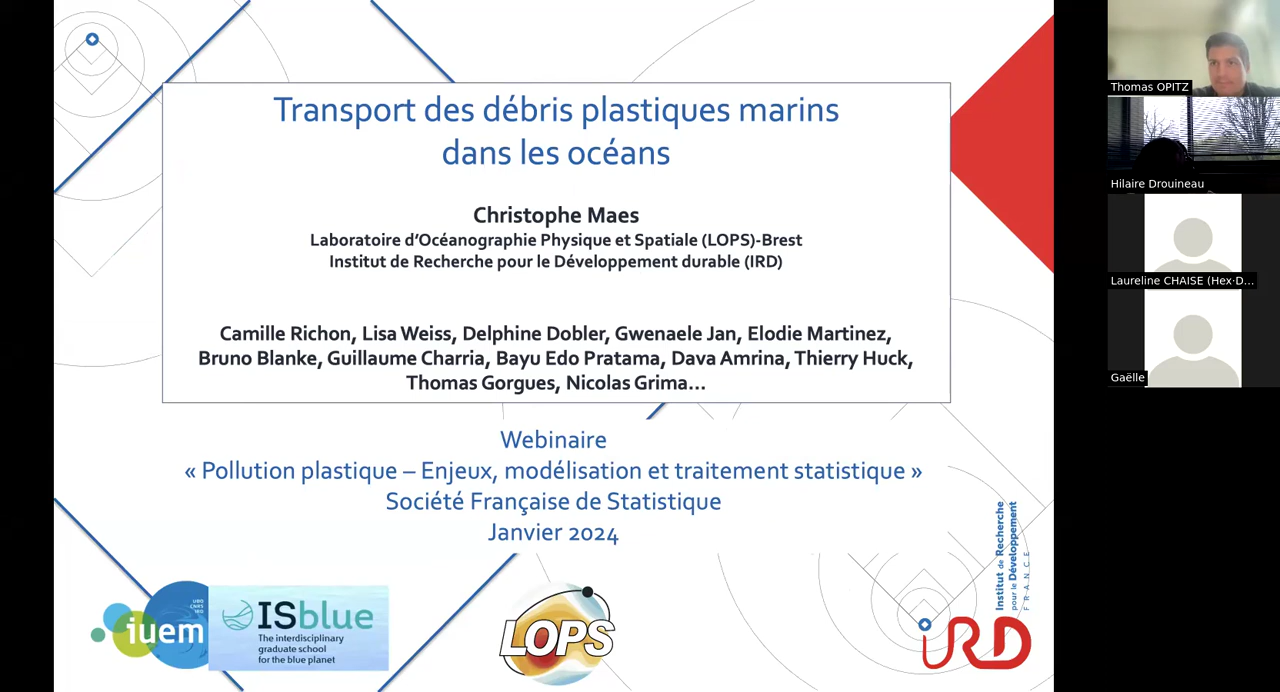 Transport des débris plastiques marins
dans les océans
Christophe Maes
Laboratoire d'Océanographie Physique et Spatiale (LOPS)-Brest
Institut de Recherche pour le Développement durable (IRD)
Camille Richon, Lisa Weiss, Delphine Dobler, Gwenaele Jan, Elodie Martinez,
Bruno Blanke, Guillaume Charria, Bayu Edo Pratama, Dava Amrina, Thierry Huck,
Thomas Gorgues, Nicolas Grima...
Webinaire
« Pollution plastique – Enjeux, modélisation et traitement statistique »
Société Française de Statistique
Janvier 2024
UBO
CNRS
IRD
iuem
ISblue
The interdisciplinary
graduate school
for the blue planet
LOPS
Institut de Recherche
pour le Développement
FRANCE
IRD
Thomas OPITZ
Hilaire Drouineau
Laureline CHAISE (Hex·D...
Gaëlle